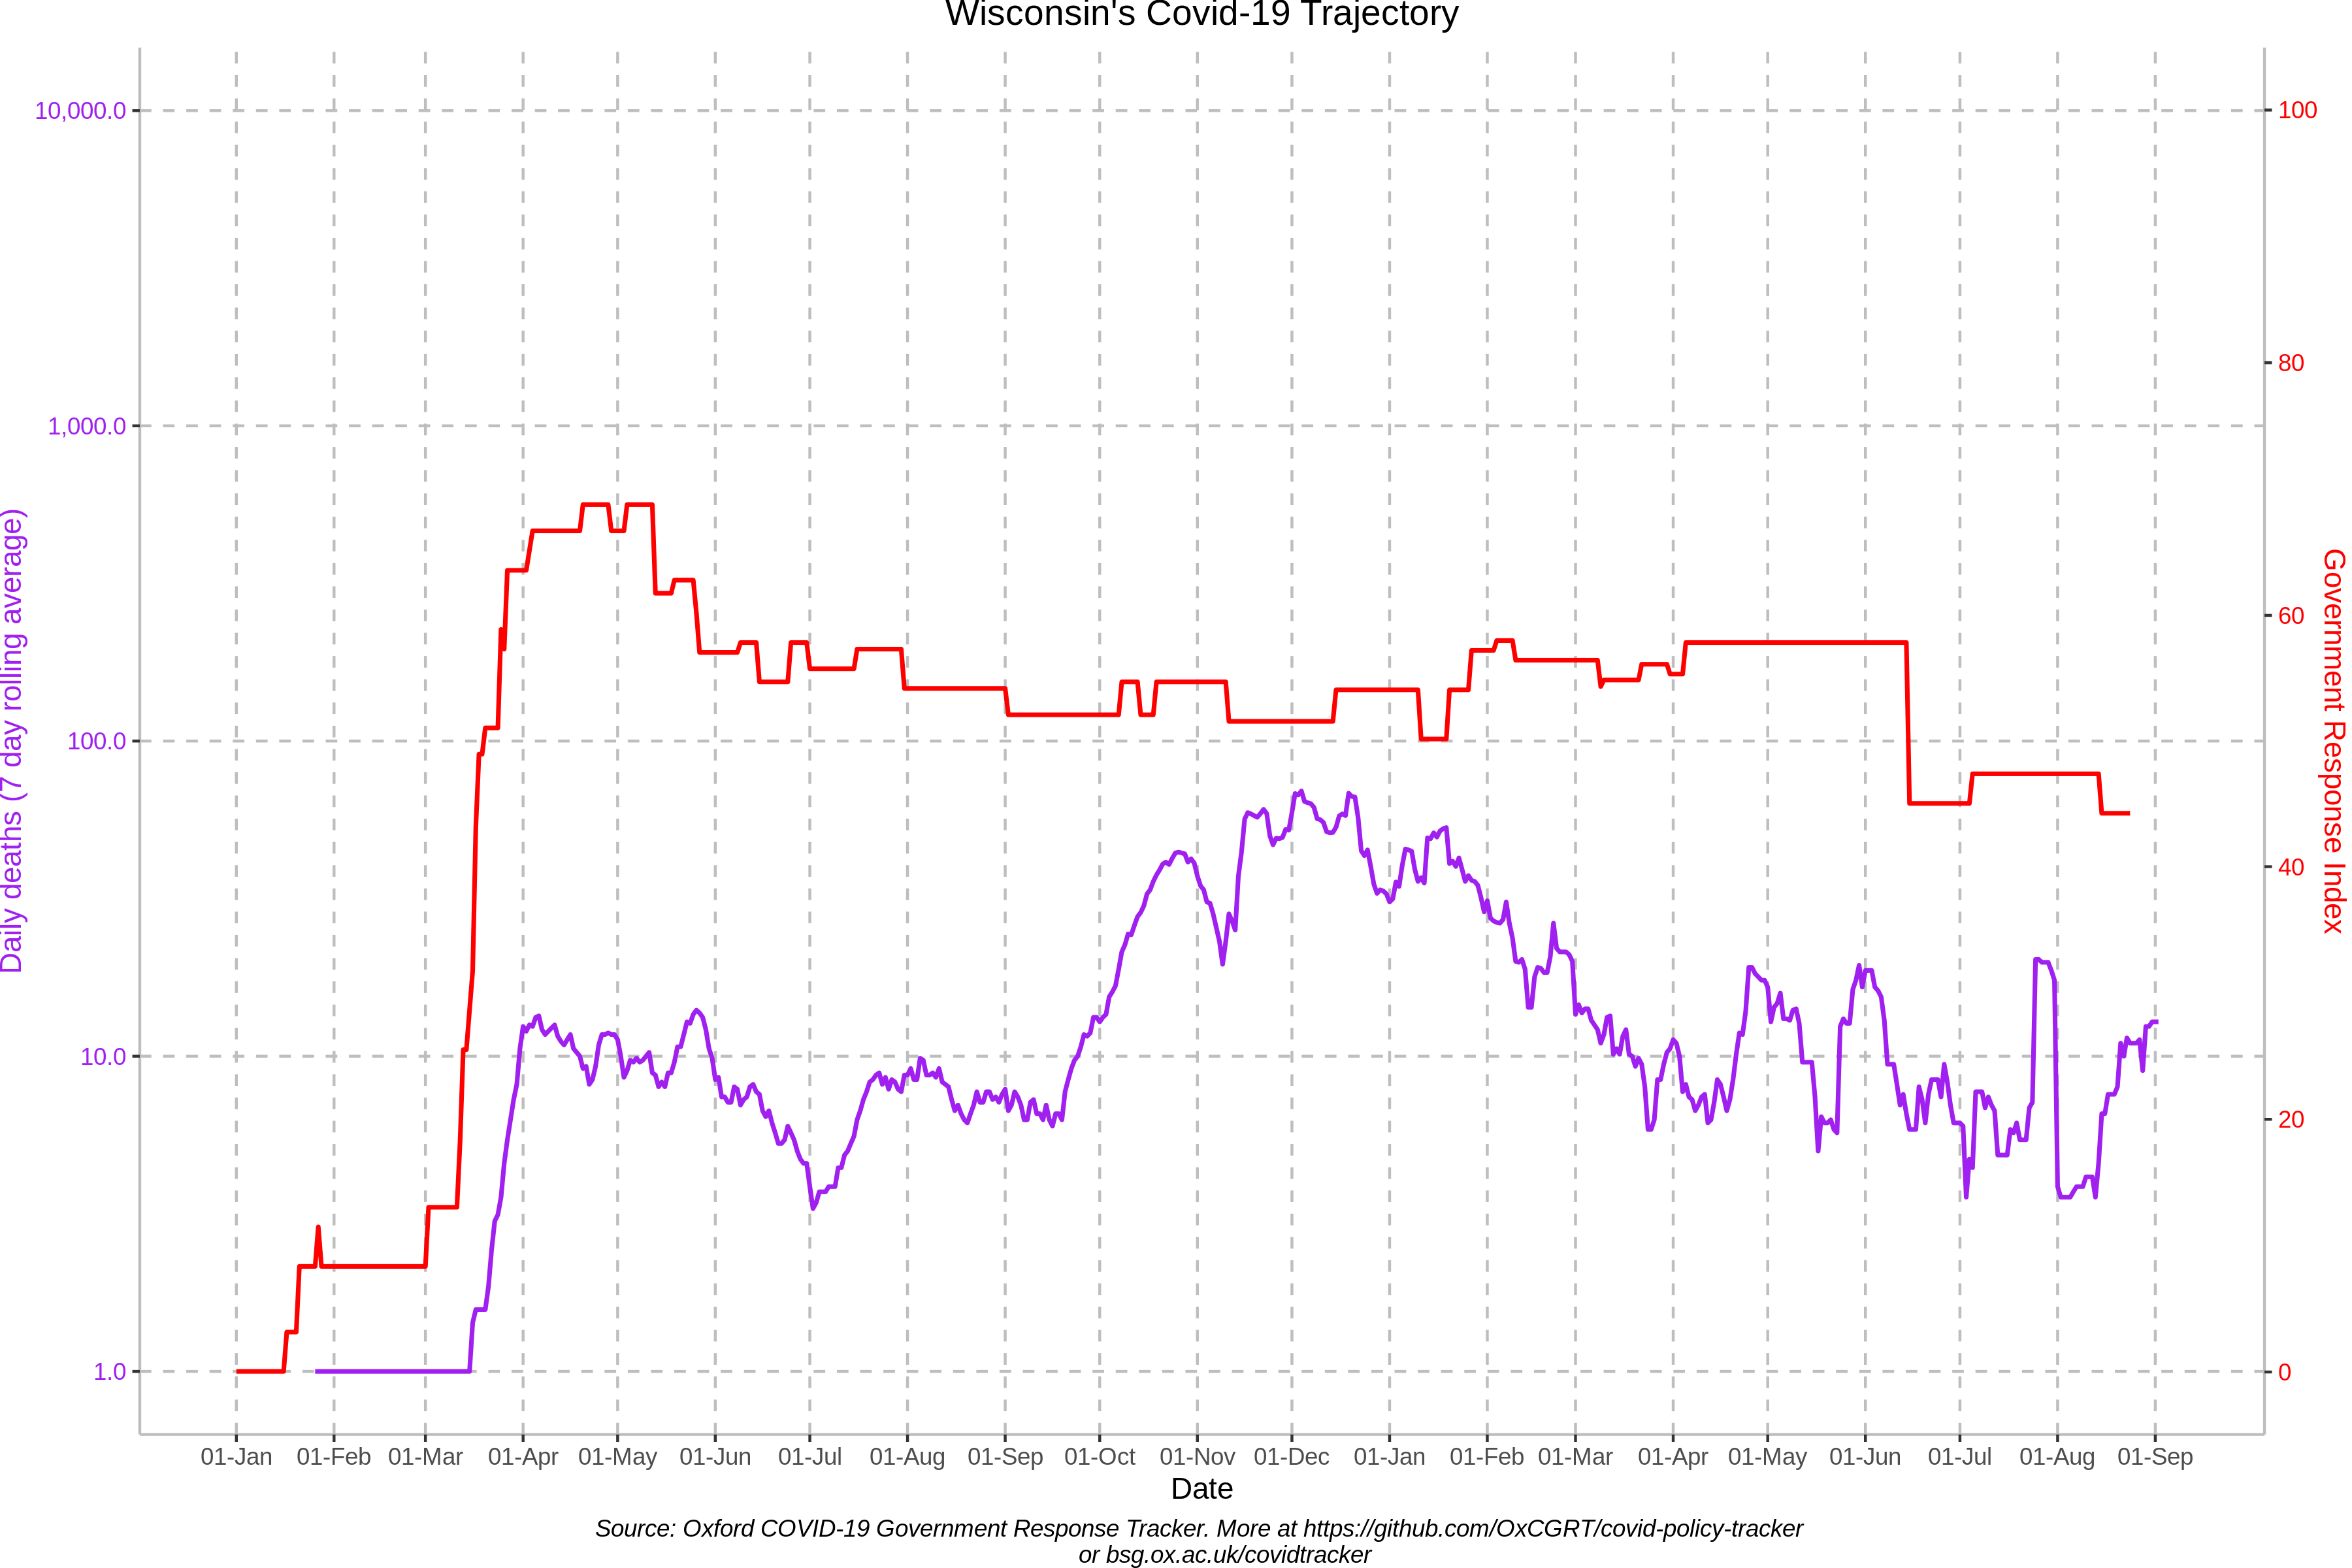 Wisconsin's Covid-19 Trajectory
10,000.0
1,000.0
100.0
10.0
1.0
Daily deaths (7 day rolling average)
100
80
60
40
20
0
Government Response Index
01-Jan 01-Feb 01-Mar 01-Apr 01-May 01-Jun 01-Jul 01-Aug 01-Sep 01-Oct 01-Nov 01-Dec 01-Jan 01-Feb 01-Mar 01-Apr 01-May 01-Jun 01-Jul 01-Aug 01-Sep
Date
Source: Oxford COVID-19 Government Response Tracker. More at https://github.com/OxCGRT/covid-policy-tracker
or bsg.ox.ac.uk/covidtracker